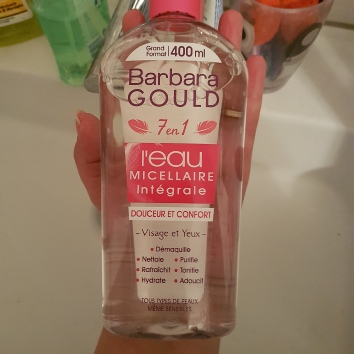 Grand Format 400 ml
Barbara
GOULD
7 en 1
l'eau
MICELLAIRE
Intégrale
DOUCEUR ET CONFORT
- Visage et Yeux -
• Démaquille
• Nettoie • Purifie
• Rafraîchit • Tonifie
• Hydrate • Adoucit
TOUS TYPES DE PEAUX,
MÊME SENSIBLES